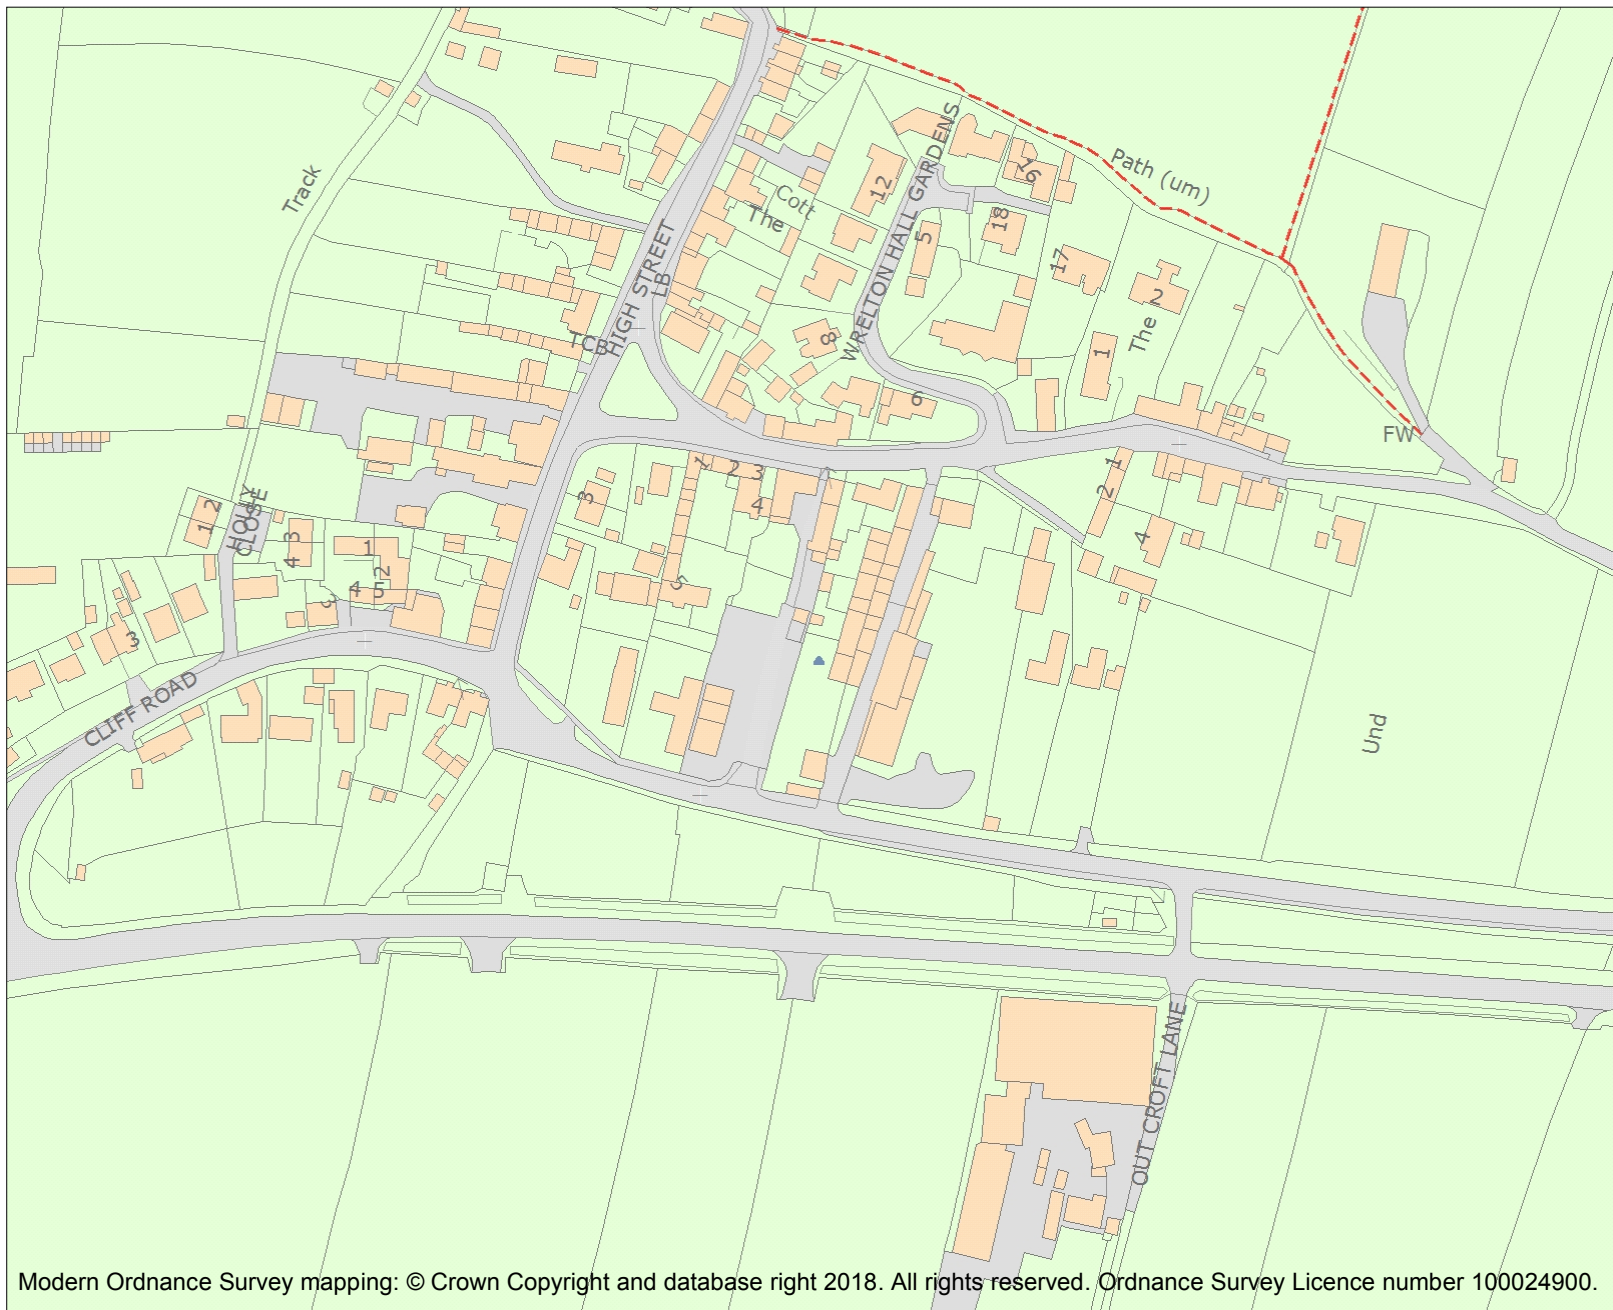 Track
HIGH STREET
LB
TCB
The
Cott
12
WRELTON HALL GARDENS
16
Path (um)
5
18
17
2
The
1
8
6
FW
HOLLY
CLOSE
1 2
3
4
1
2
4 5
3
3
CLIFF ROAD
3
1 2 3
4
5
1
2
4
Und
OUT CROFT LANE
Modern Ordnance Survey mapping: © Crown Copyright and database right 2018. All rights reserved. Ordnance Survey Licence number 100024900.